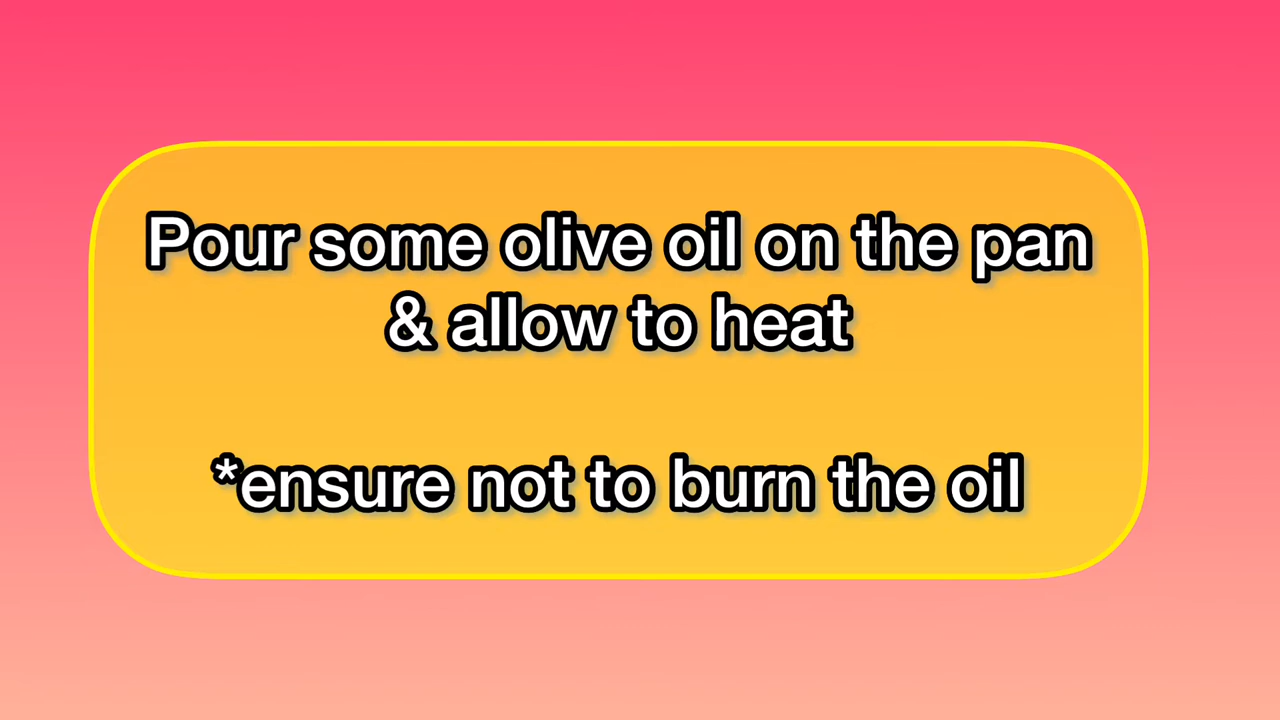 Pour some olive oil on the pan
& allow to heat
*ensure not to burn the oil